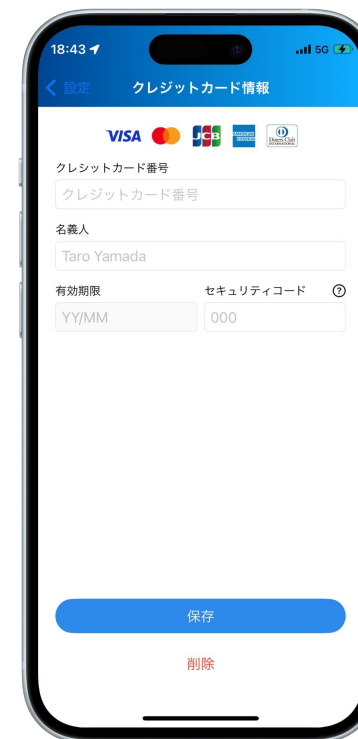 18:43
5G
設定
クレジットカード情報
VISA
JCB
AMERICAN EXPRESS
Diners Club
INTERNATIONAL
クレシットカード番号
クレジットカード番号
名義人
Taro Yamada
有効期限
セキュリティコード ?
YY/MM
000
保存
削除